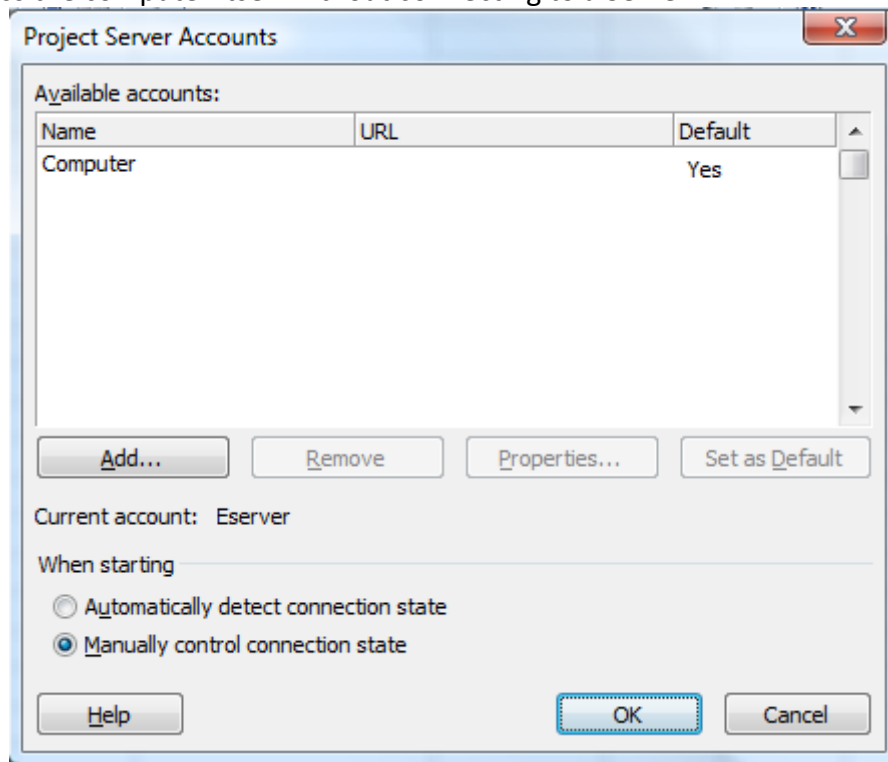 Project Server Accounts
Available accounts:
Name URL Default
Computer Yes
Add... Remove Properties... Set as Default
Current account: Eserver
When starting
Automatically detect connection state
Manually control connection state
Help OK Cancel